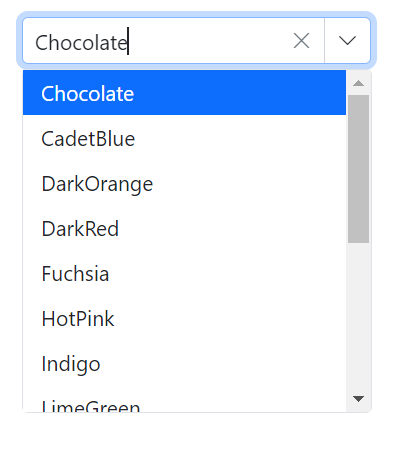 Chocolate
Chocolate
CadetBlue
DarkOrange
DarkRed
Fuchsia
HotPink
Indigo
LimeGreen